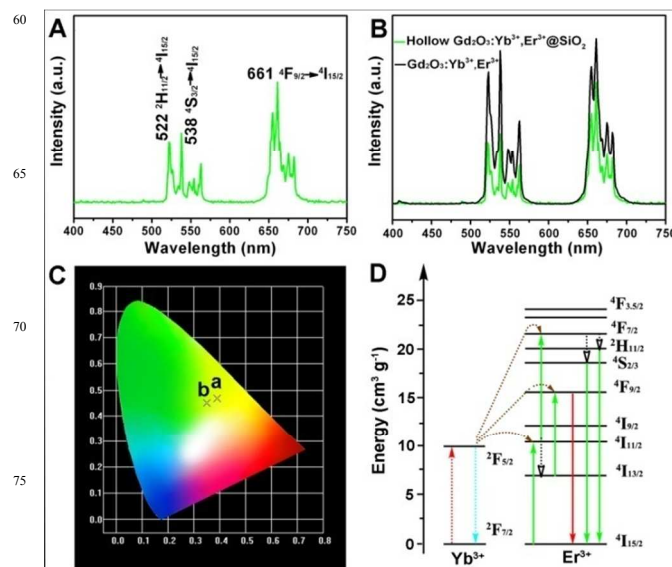 60
65
70
75
A
522 ²H₁₁/₂→⁴I₁₅/₂
538 ⁴S₃/₂→⁴I₁₅/₂
661 ⁴F₉/₂→⁴I₁₅/₂
Intensity (a.u.)
400 450 500 550 600 650 700 750
Wavelength (nm)
B
Hollow Gd₂O₃:Yb³⁺,Er³⁺@SiO₂
Gd₂O₃:Yb³⁺,Er³⁺
Intensity (a.u.)
400 450 500 550 600 650 700 750
Wavelength (nm)
C
0.9
0.8
0.7
0.6
0.5
0.4
0.3
0.2
0.1
0.0
b a
0.0 0.1 0.2 0.3 0.4 0.5 0.6 0.7 0.8
D
Energy (cm³ g⁻¹)
25
20
15
10
5
0
²F₅/₂
²F₇/₂
Yb³⁺
⁴F₃.₅/₂
⁴F₇/₂
²H₁₁/₂
⁴S₂/₃
⁴F₉/₂
⁴I₉/₂
⁴I₁₁/₂
⁴I₁₃/₂
⁴I₁₅/₂
Er³⁺